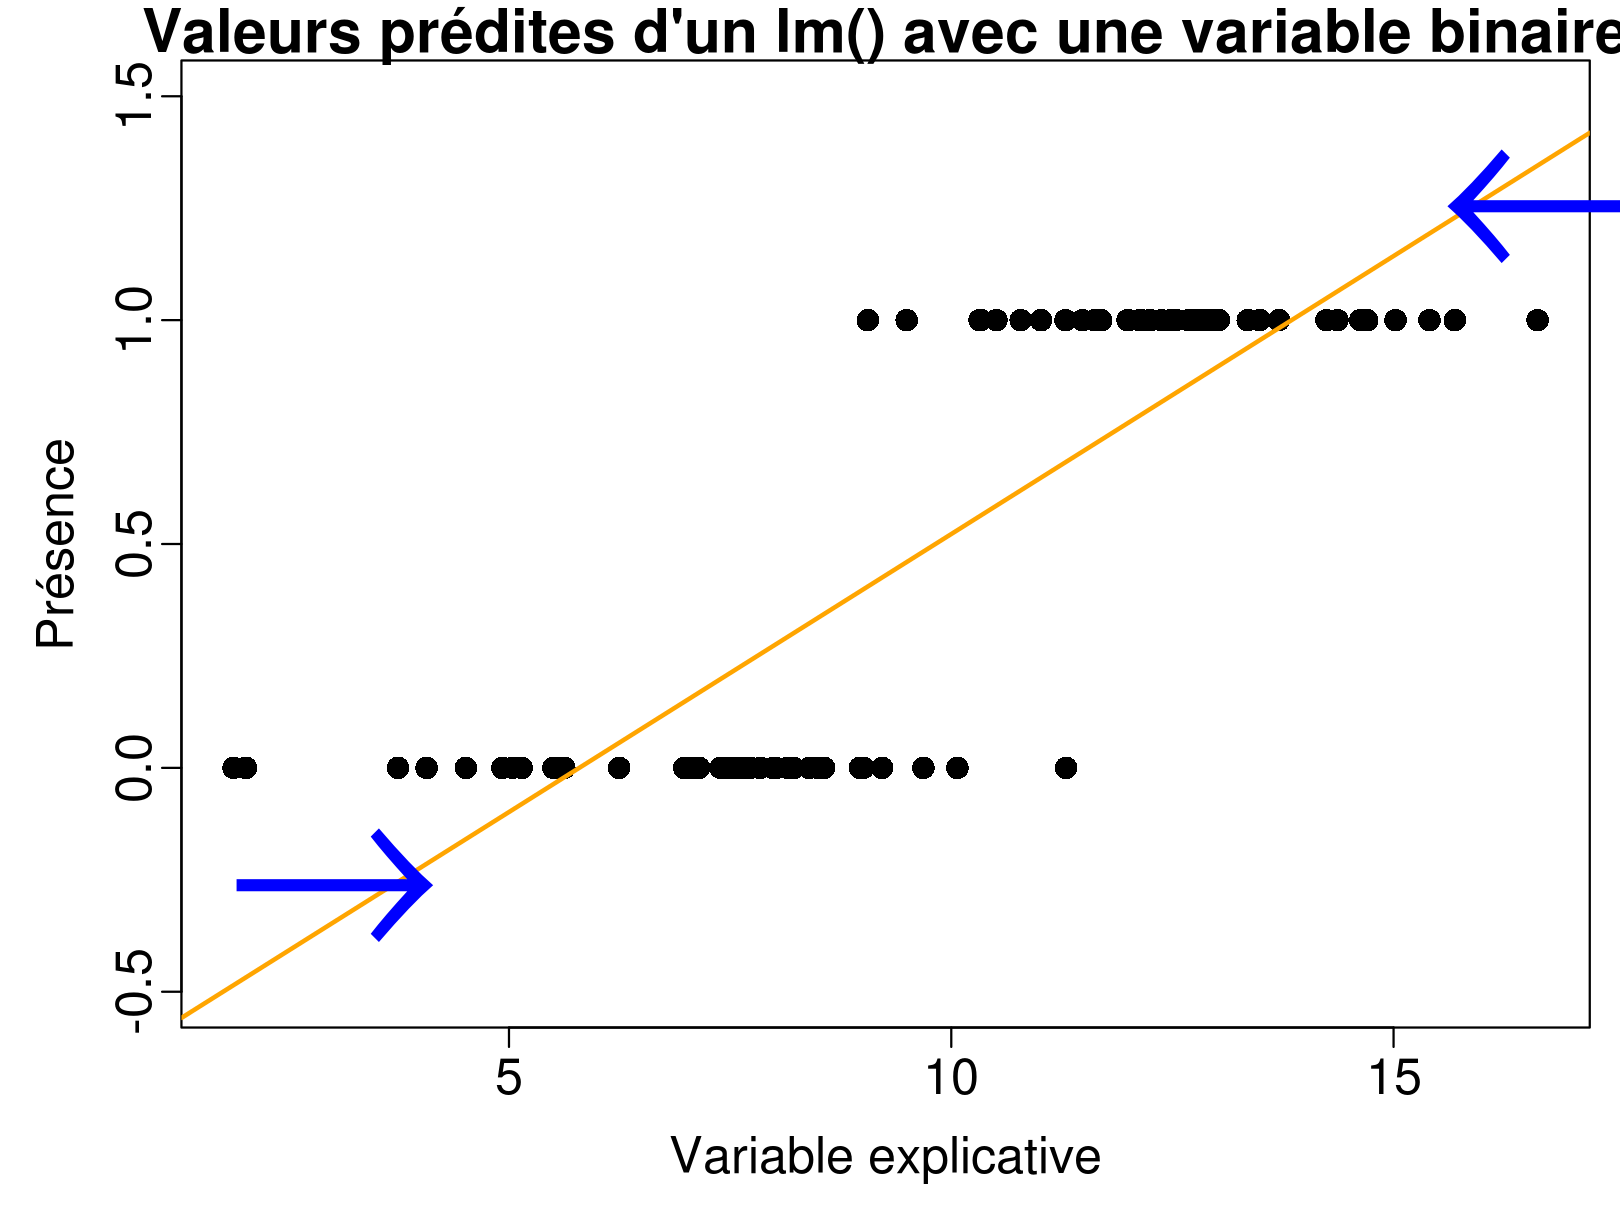 Valeurs prédites d'un lm() avec une variable binaire
1.5
1.0
0.5
0.0
-0.5
Présence
5 10 15
Variable explicative